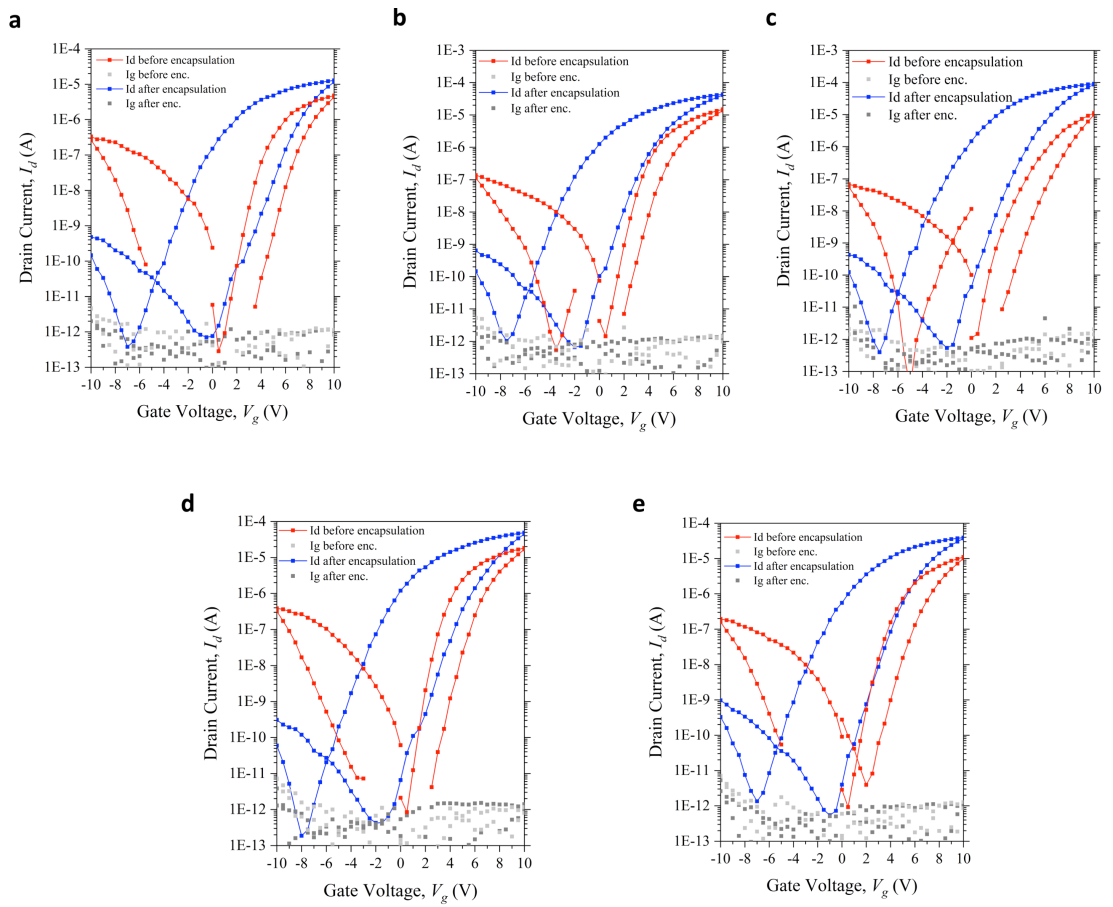 a
1E-4
1E-5
1E-6
1E-7
1E-8
1E-9
1E-10
1E-11
1E-12
1E-13
Drain Current, I_d (A)
Id before encapsulation
Ig before enc.
Id after encapsulation
Ig after enc.
-10 -8 -6 -4 -2 0 2 4 6 8 10
Gate Voltage, V_g (V)
b
1E-3
1E-4
1E-5
1E-6
1E-7
1E-8
1E-9
1E-10
1E-11
1E-12
1E-13
Drain Current, I_d (A)
Id before encapsulation
Ig before enc.
Id after encapsulation
Ig after enc.
-10 -8 -6 -4 -2 0 2 4 6 8 10
Gate Voltage, V_g (V)
c
1E-3
1E-4
1E-5
1E-6
1E-7
1E-8
1E-9
1E-10
1E-11
1E-12
1E-13
Drain Current, I_d (A)
Id before encapsulation
Ig before enc.
Id after encapsulation
Ig after enc.
-10 -8 -6 -4 -2 0 2 4 6 8 10
Gate Voltage, V_g (V)
d
1E-4
1E-5
1E-6
1E-7
1E-8
1E-9
1E-10
1E-11
1E-12
1E-13
Drain Current, I_d (A)
Id before encapsulation
Ig before enc.
Id after encapsulation
Ig after enc.
-10 -8 -6 -4 -2 0 2 4 6 8 10
Gate Voltage, V_g (V)
e
1E-4
1E-5
1E-6
1E-7
1E-8
1E-9
1E-10
1E-11
1E-12
1E-13
Drain Current, I_d (A)
Id before encapsulation
Ig before enc.
Id after encapsulation
Ig after enc.
-10 -8 -6 -4 -2 0 2 4 6 8 10
Gate Voltage, V_g (V)